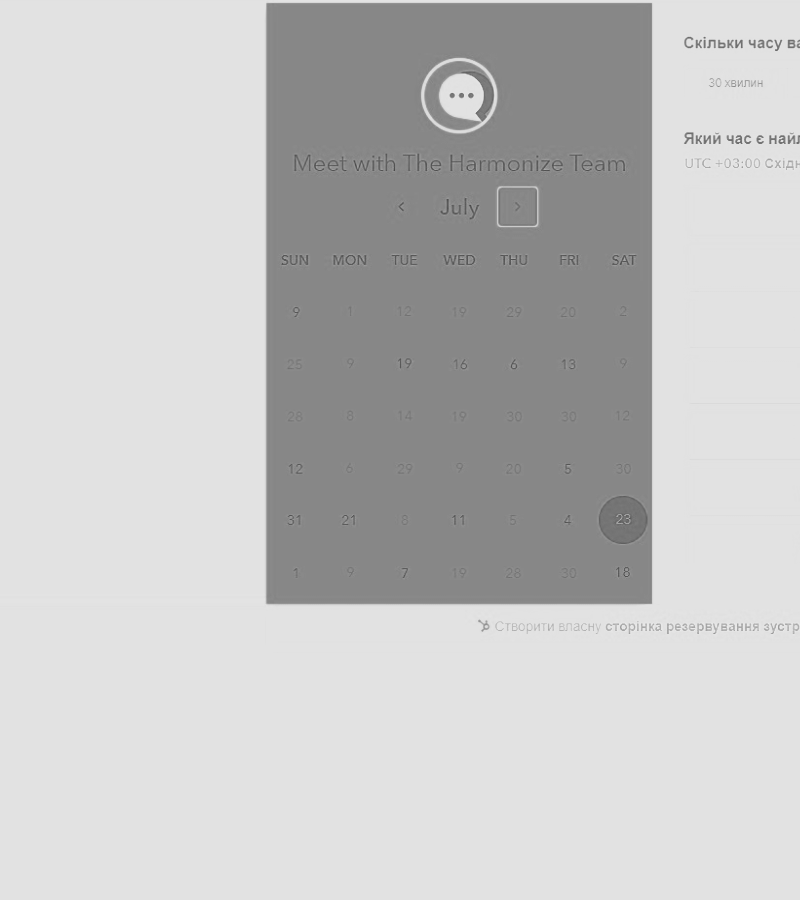 Скільки часу ва
30 хвилин
Який час є найл
UTC +03:00 Східн
Meet with The Harmonize Team
July
SUN MON TUE WED THU FRI SAT
9 1 12 19 29 20 2
25 9 19 16 6 13 9
28 8 14 19 30 30 12
12 6 29 9 20 5 30
31 21 8 11 5 4 23
1 9 7 19 28 30 18
Створити власну сторінка резервування зустр